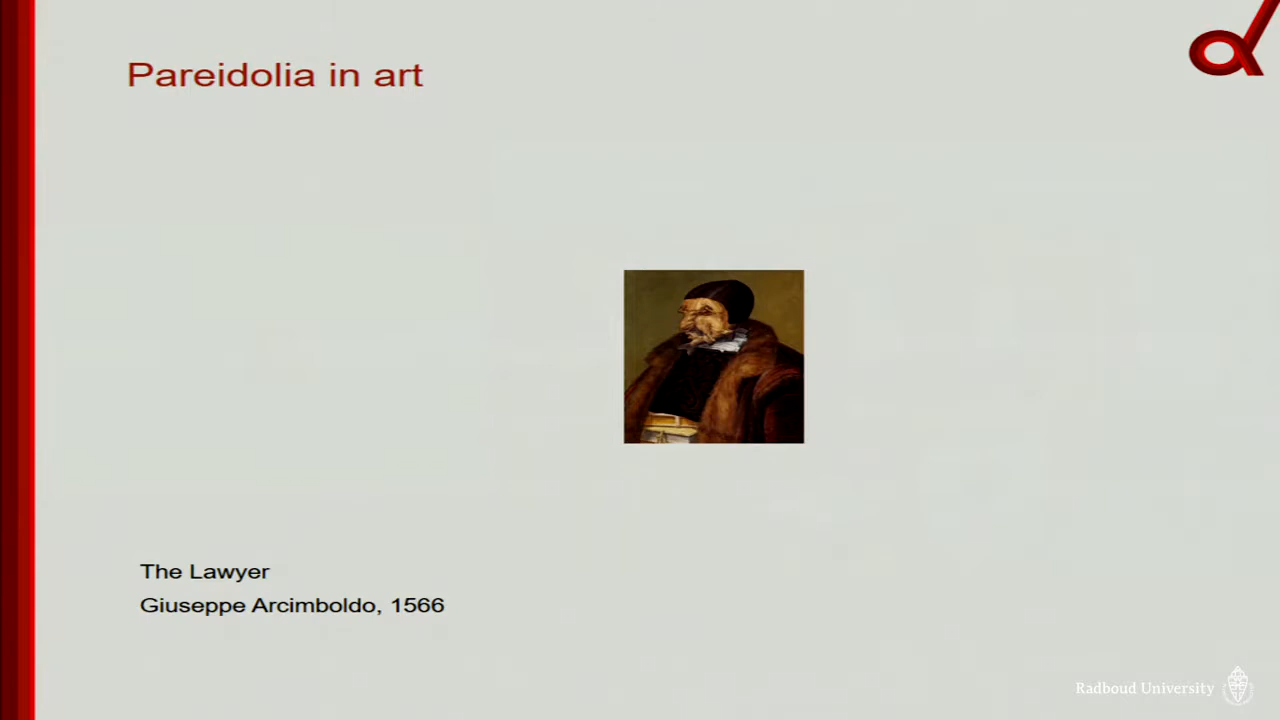 Pareidolia in art
The Lawyer
Giuseppe Arcimboldo, 1566
Radboud University